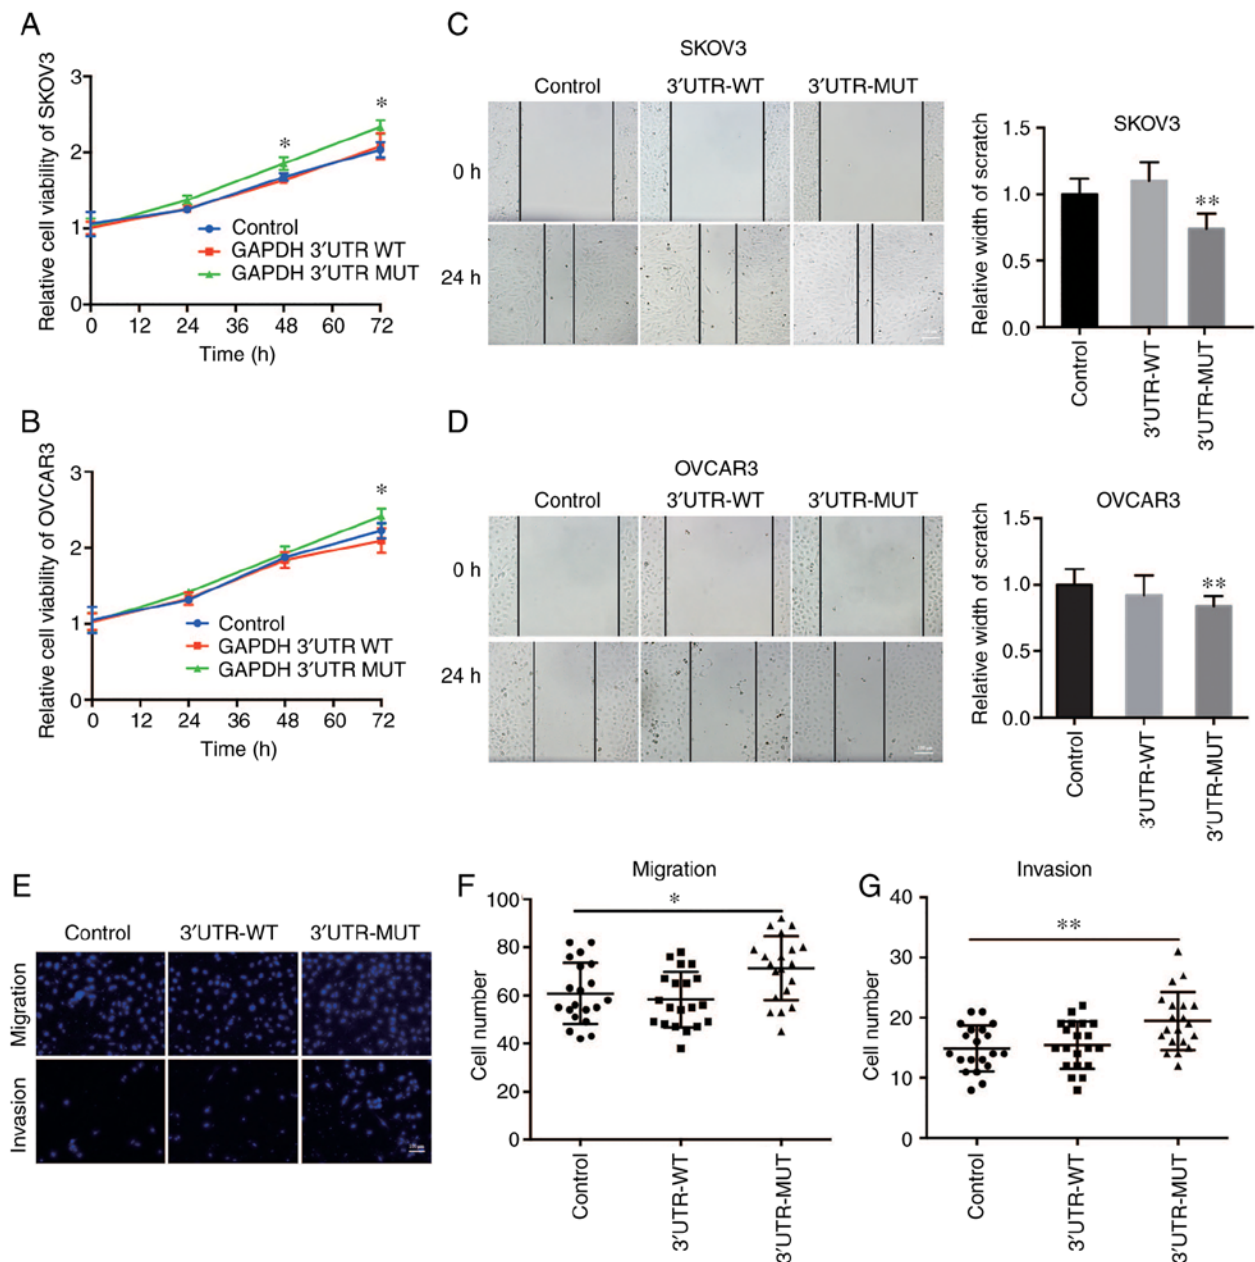 A
Relative cell viability of SKOV3
3
2
1
0
*
*
Control
GAPDH 3′UTR WT
GAPDH 3′UTR MUT
0 12 24 36 48 60 72
Time (h)
B
Relative cell viability of OVCAR3
3
2
1
0
*
Control
GAPDH 3′UTR WT
GAPDH 3′UTR MUT
0 12 24 36 48 60 72
Time (h)
C
SKOV3
Control 3′UTR-WT 3′UTR-MUT
0 h
24 h
SKOV3
Relative width of scratch
1.5
1.0
0.5
0.0
**
Control
3′UTR-WT
3′UTR-MUT
D
OVCAR3
Control 3′UTR-WT 3′UTR-MUT
0 h
24 h
100 μm
OVCAR3
Relative width of scratch
1.5
1.0
0.5
0.0
**
Control
3′UTR-WT
3′UTR-MUT
E
Control 3′UTR-WT 3′UTR-MUT
Migration
Invasion
F
Migration
Cell number
100
80
60
40
20
0
*
Control
3′UTR-WT
3′UTR-MUT
G
Invasion
Cell number
40
30
20
10
0
**
Control
3′UTR-WT
3′UTR-MUT